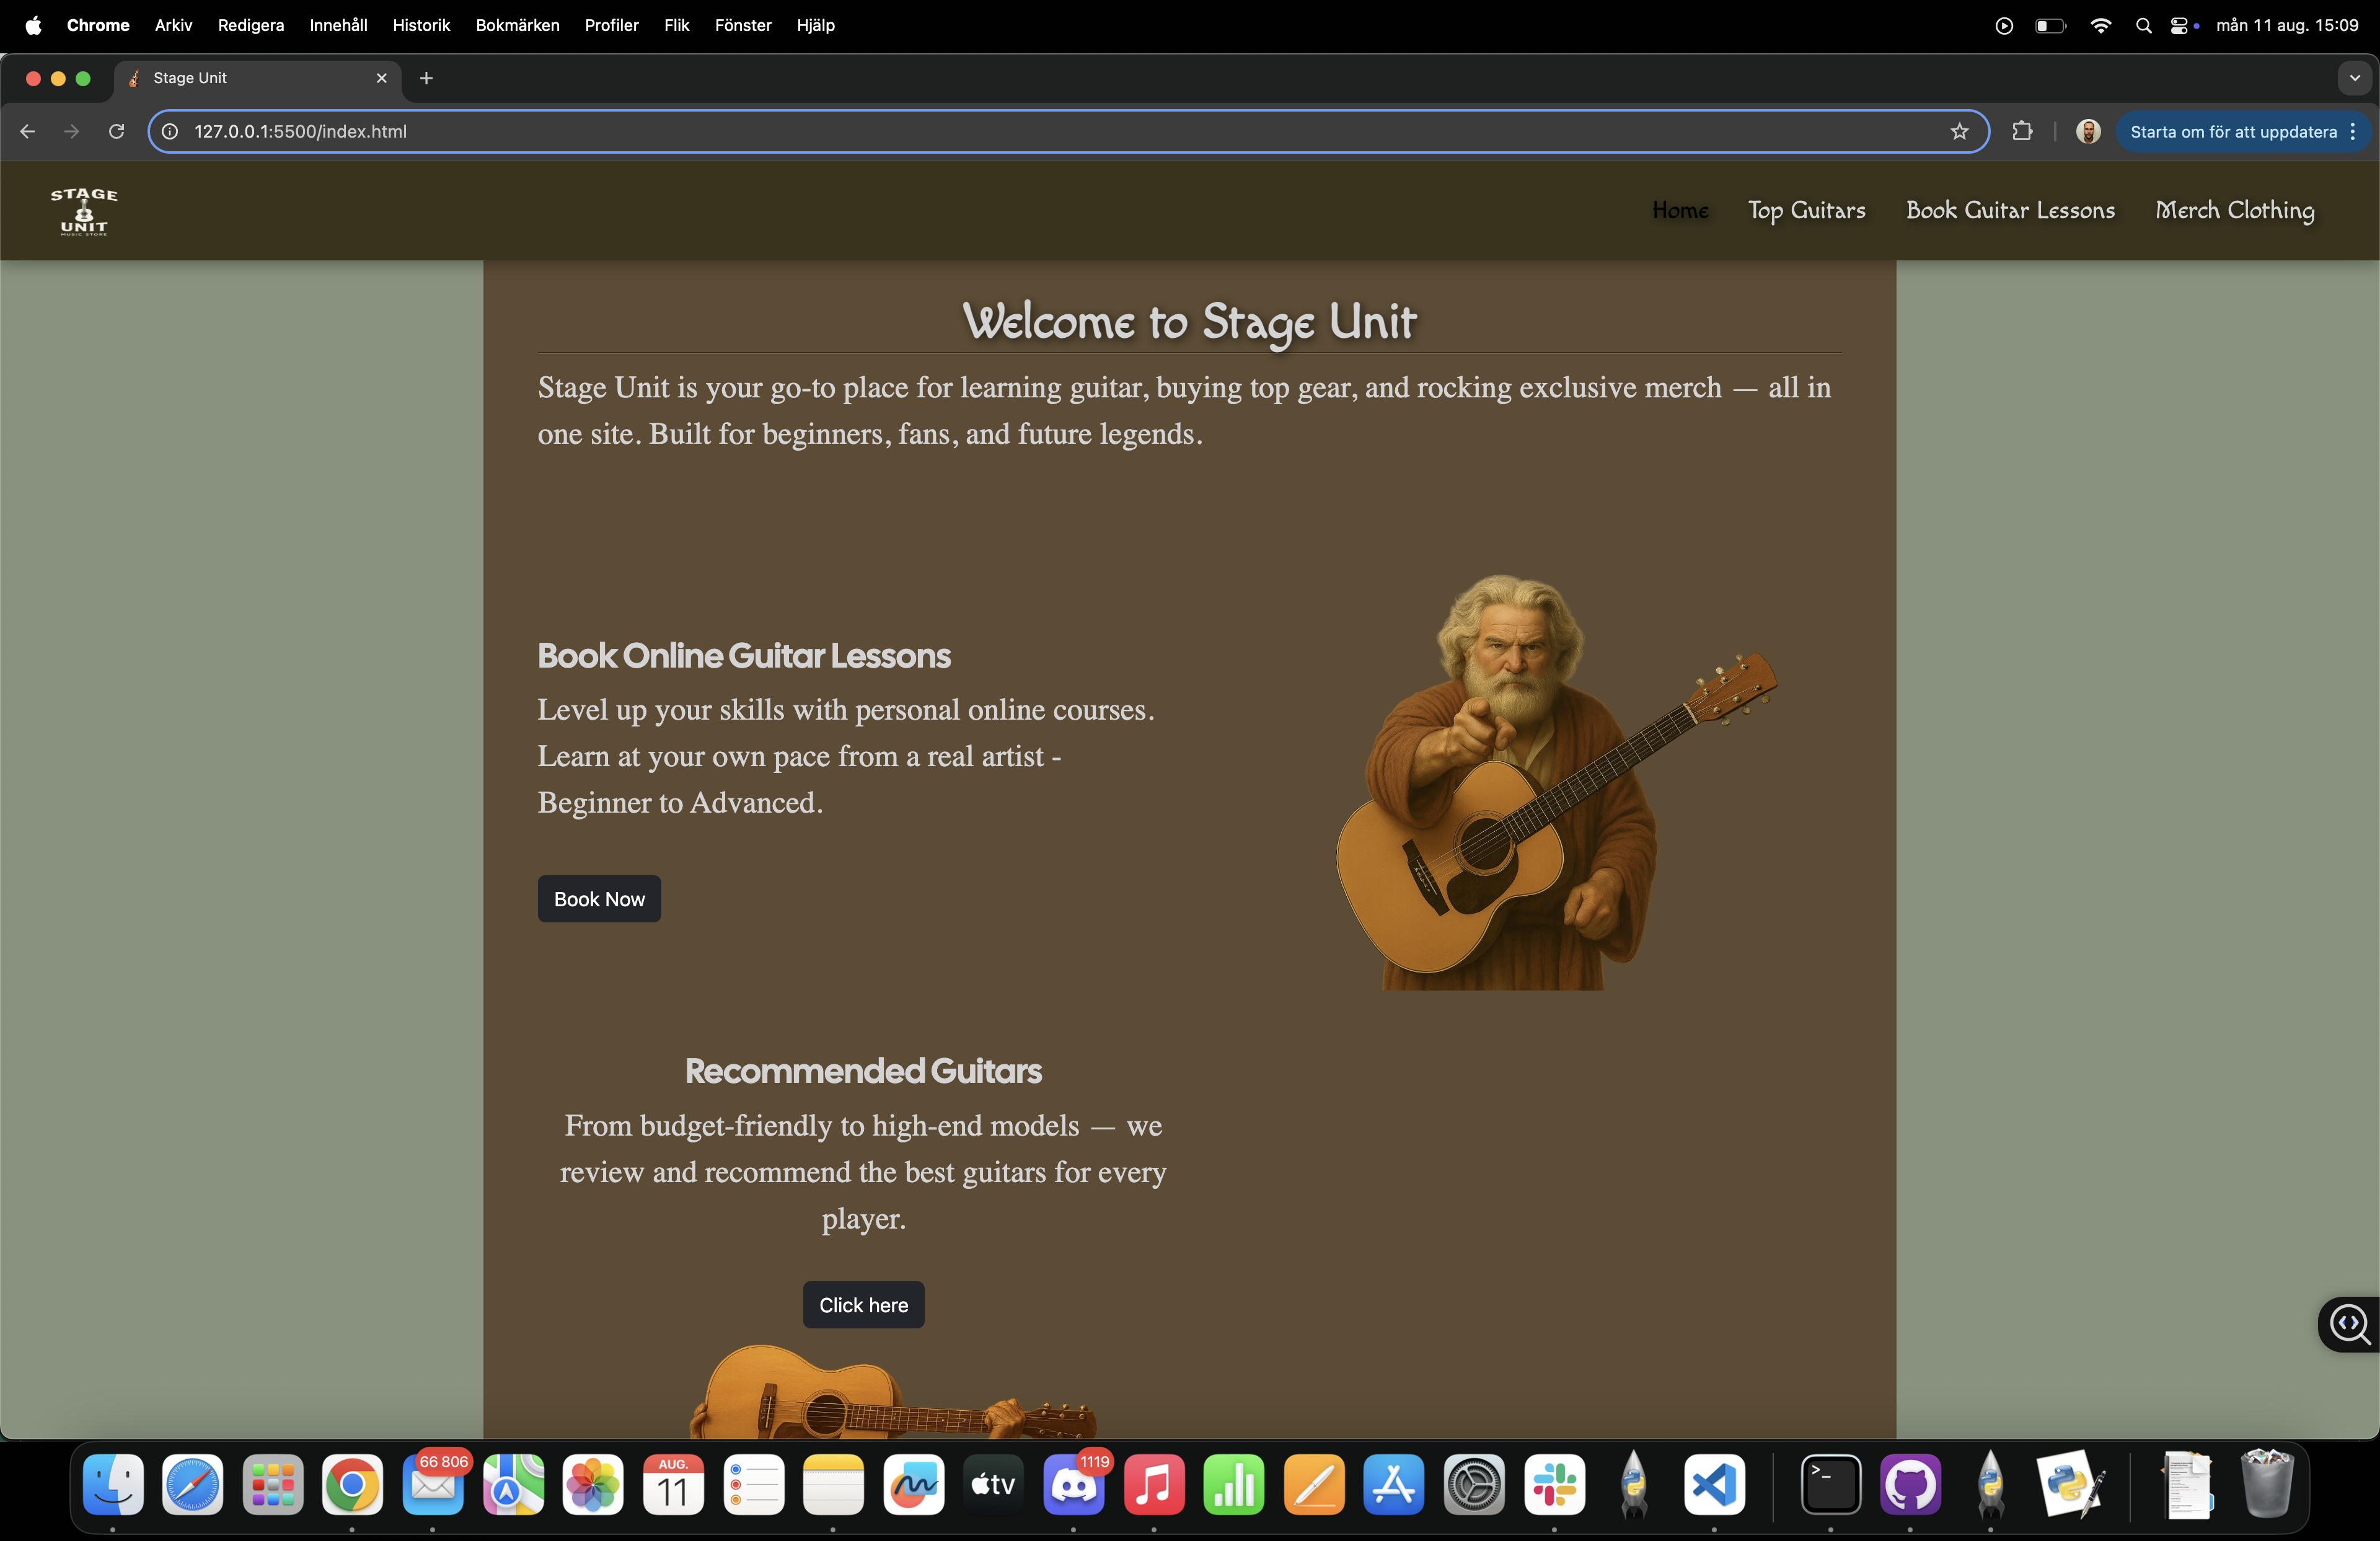 Chrome Arkiv Redigera Innehåll Historik Bokmärken Profiler Flik Fönster Hjälp mån 11 aug. 15:09
Stage Unit
127.0.0.1:5500/index.html Starta om för att uppdatera
STAGE
UNIT
MUSIC STORE
Home Top Guitars Book Guitar Lessons Merch Clothing
Welcome to Stage Unit
Stage Unit is your go-to place for learning guitar, buying top gear, and rocking exclusive merch — all in
one site. Built for beginners, fans, and future legends.
Book Online Guitar Lessons
Level up your skills with personal online courses.
Learn at your own pace from a real artist -
Beginner to Advanced.
Book Now
Recommended Guitars
From budget-friendly to high-end models — we
review and recommend the best guitars for every
player.
Click here
66 806
AUG.
11
tv
1119
>_